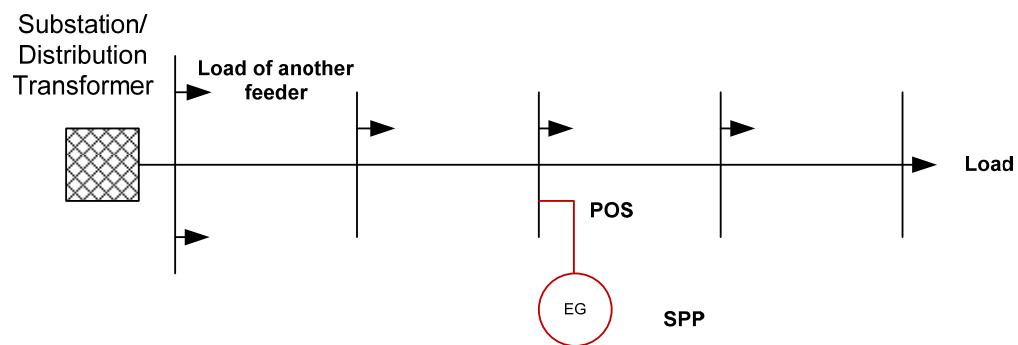 Substation/
Distribution
Transformer
Load of another
feeder
Load
POS
EG
SPP